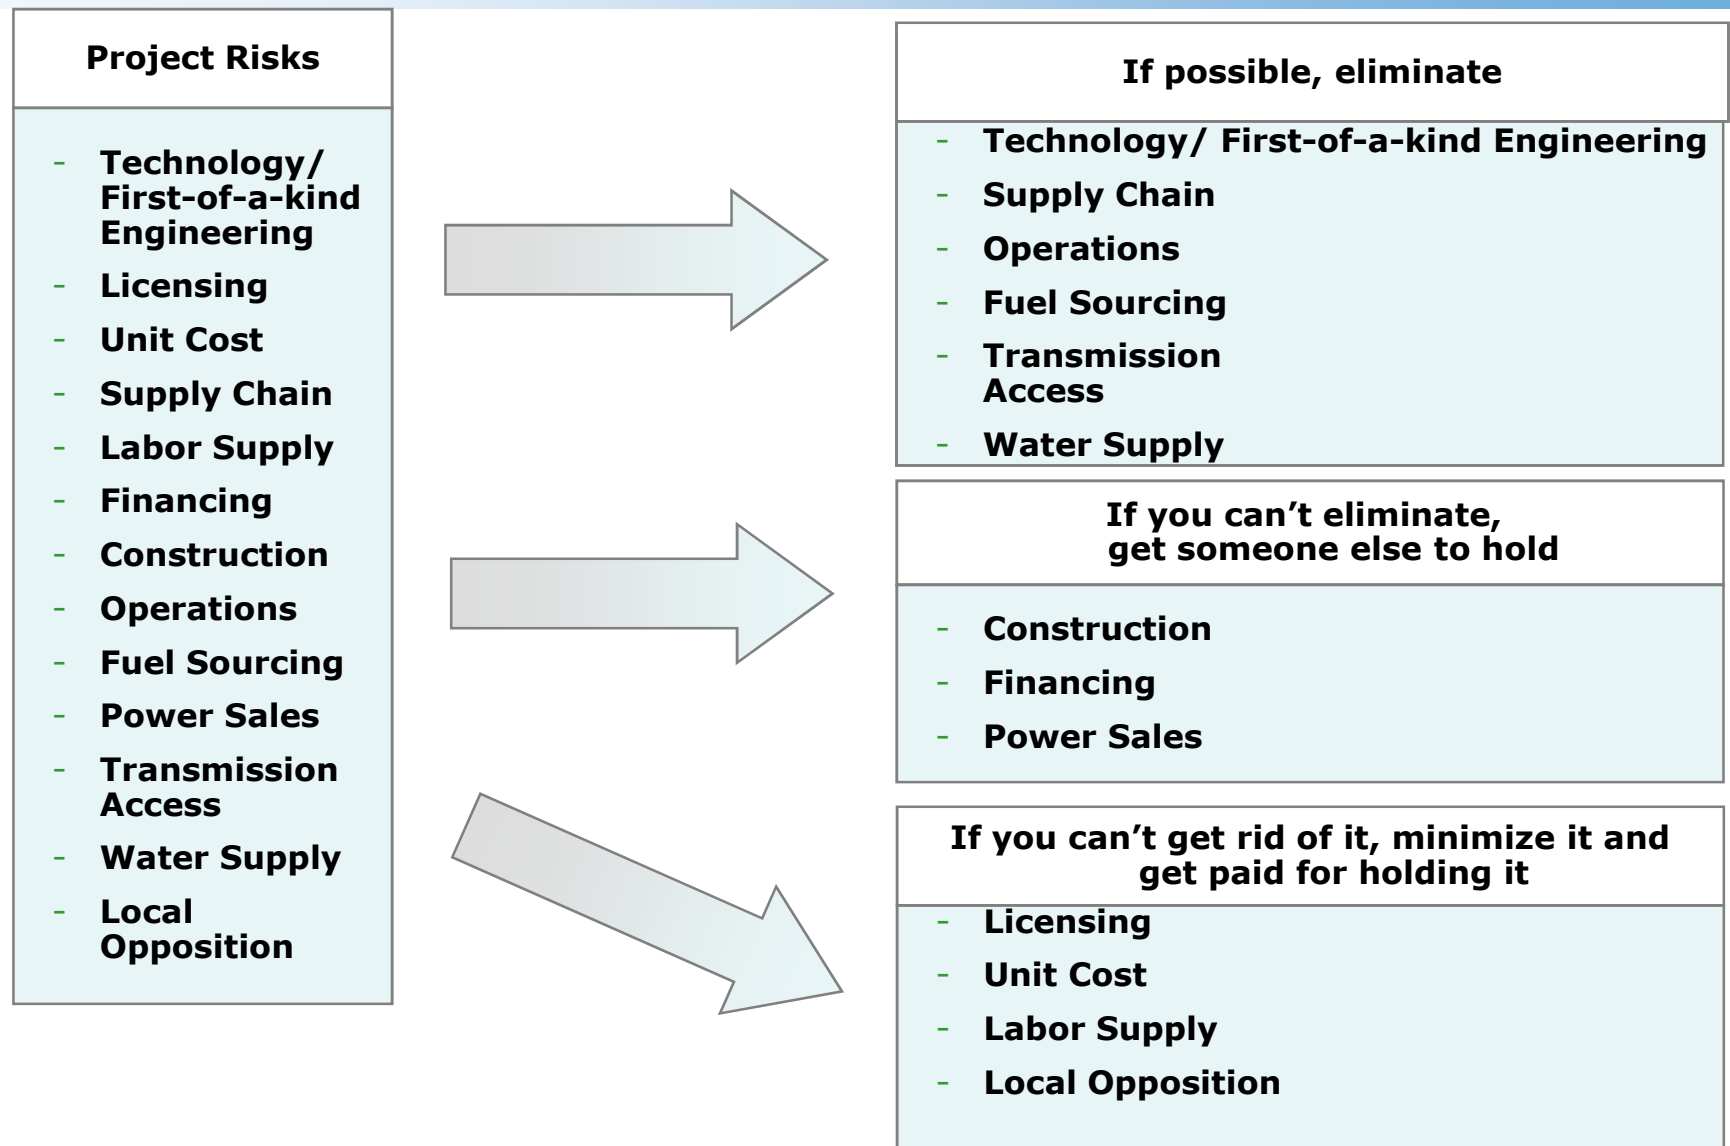 Project Risks
- Technology/
First-of-a-kind
Engineering
- Licensing
- Unit Cost
- Supply Chain
- Labor Supply
- Financing
- Construction
- Operations
- Fuel Sourcing
- Power Sales
- Transmission
Access
- Water Supply
- Local
Opposition
If possible, eliminate
- Technology/ First-of-a-kind Engineering
- Supply Chain
- Operations
- Fuel Sourcing
- Transmission
Access
- Water Supply
If you can’t eliminate,
get someone else to hold
- Construction
- Financing
- Power Sales
If you can’t get rid of it, minimize it and
get paid for holding it
- Licensing
- Unit Cost
- Labor Supply
- Local Opposition